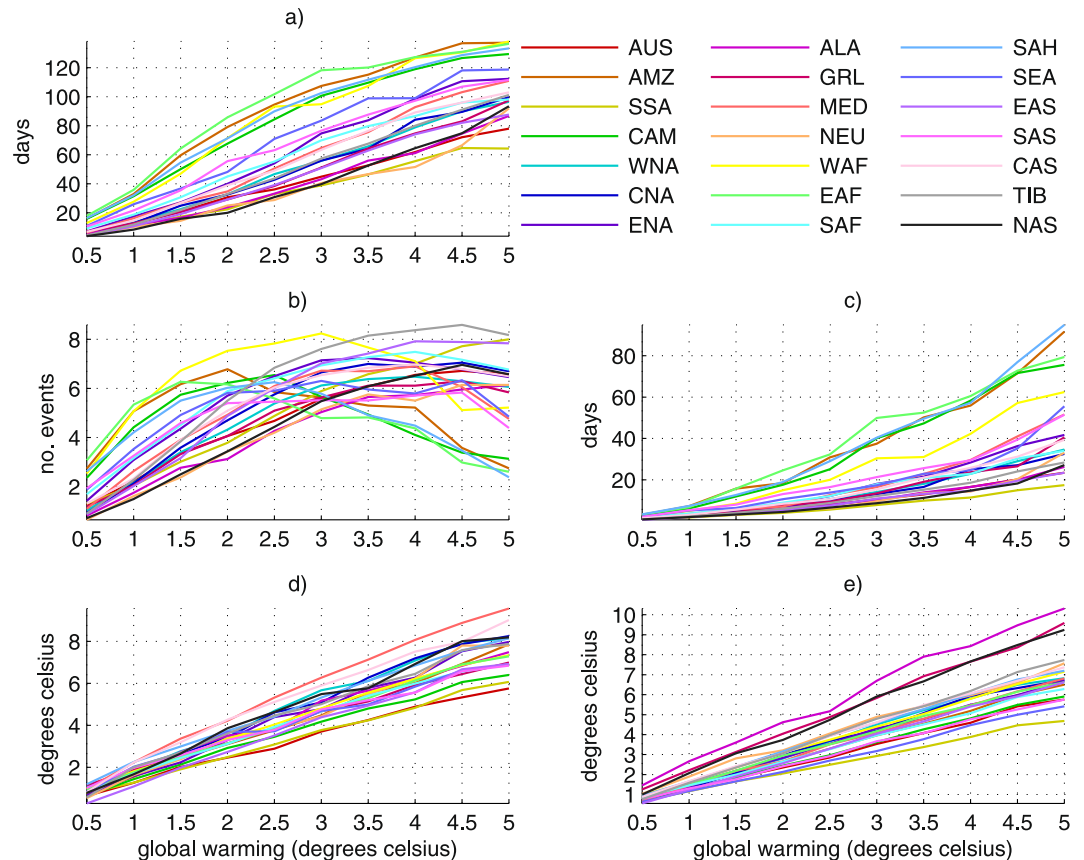 a)
days
120
100
80
60
40
20
0.5 1 1.5 2 2.5 3 3.5 4 4.5 5
AUS ALA SAH
AMZ GRL SEA
SSA MED EAS
CAM NEU SAS
WNA WAF CAS
CNA EAF TIB
ENA SAF NAS
b)
no. events
8
6
4
2
0.5 1 1.5 2 2.5 3 3.5 4 4.5 5
c)
days
80
60
40
20
0.5 1 1.5 2 2.5 3 3.5 4 4.5 5
d)
degrees celsius
8
6
4
2
0.5 1 1.5 2 2.5 3 3.5 4 4.5 5
global warming (degrees celsius)
e)
degrees celsius
10
9
8
7
6
5
4
3
2
1
0.5 1 1.5 2 2.5 3 3.5 4 4.5 5
global warming (degrees celsius)